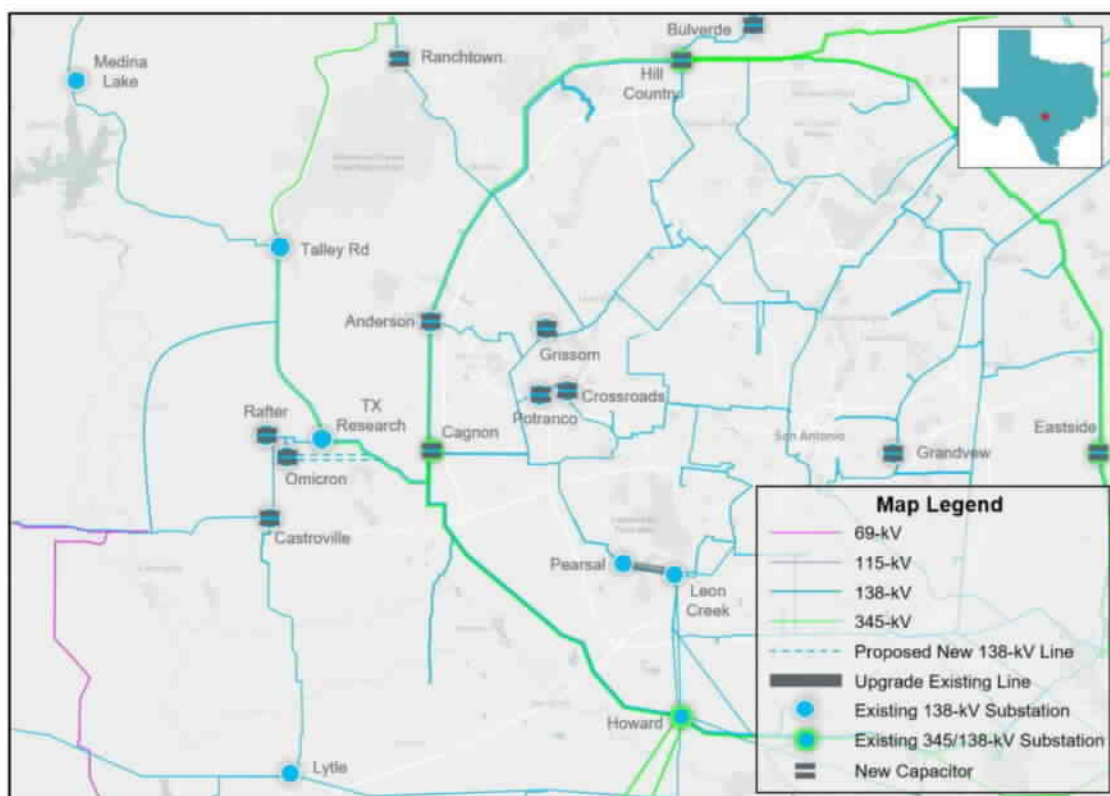 Bulverde
Medina
Lake
Ranchtown
Hill
Country
Talley Rd
Anderson
Grissom
Crossroads
Potranco
Rafter
TX
Research
Cagnon
San Antonio
Grandvew
Eastside
Omicron
Castroville
Pearsal
Leon
Creek
Howard
Lytle
Map Legend
69-kV
115-kV
138-kV
345-kV
Proposed New 138-kV Line
Upgrade Existing Line
Existing 138-kV Substation
Existing 345/138-kV Substation
New Capacitor